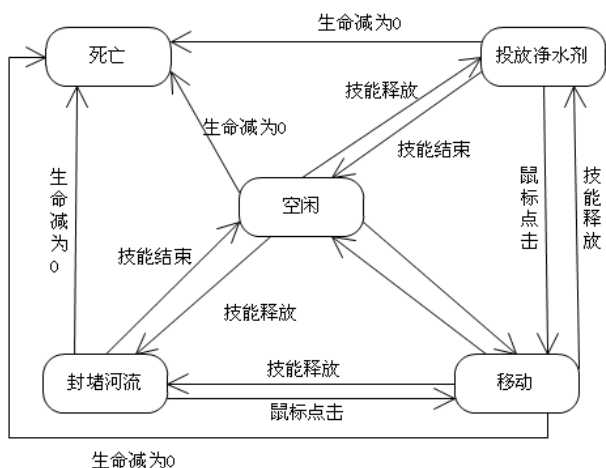 生命减为0
死亡
投放净水剂
技能释放
生命减为0
技能结束
生命减为0
鼠标点击
技能释放
空闲
技能结束
技能释放
封堵河流
技能释放
移动
鼠标点击
生命减为0